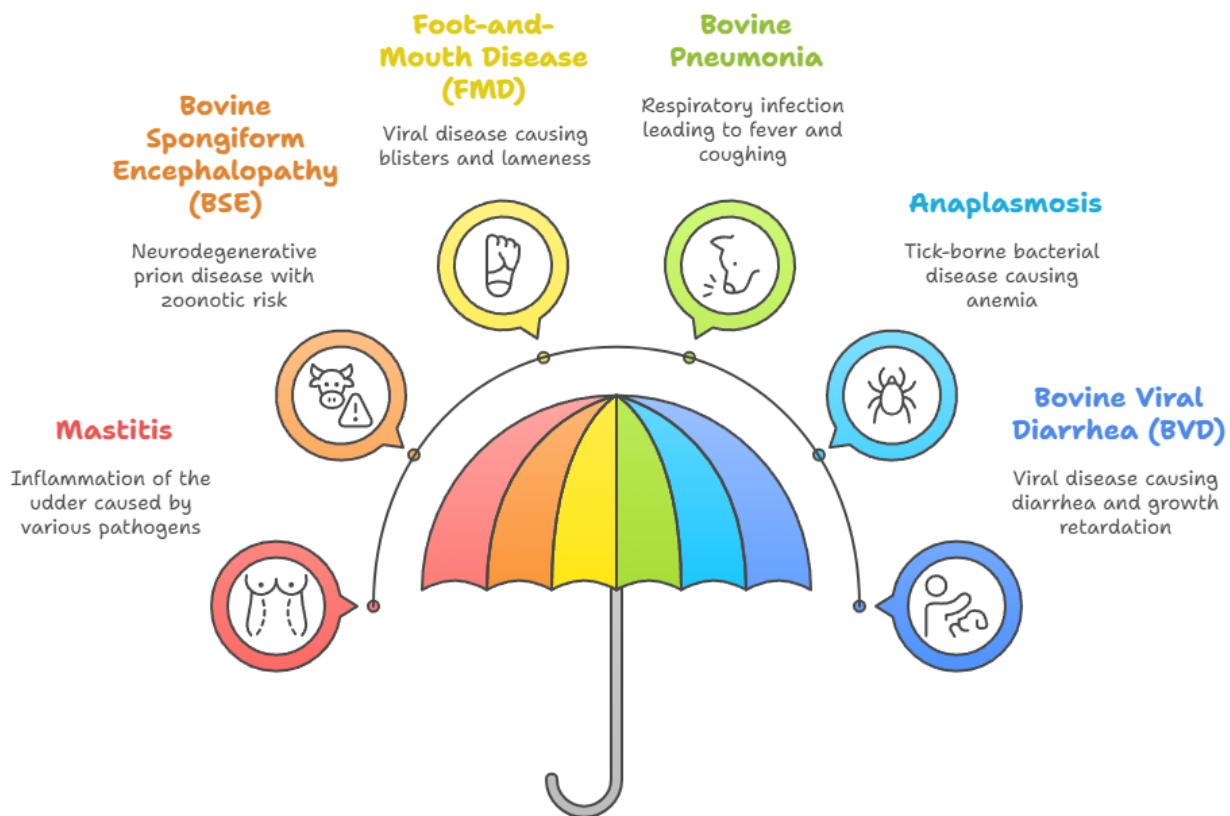 Mastitis
Inflammation of the
udder caused by
various pathogens
Bovine
Spongiform
Encephalopathy
(BSE)
Neurodegenerative
prion disease with
zoonotic risk
Foot-and-
Mouth Disease
(FMD)
Viral disease causing
blisters and lameness
Bovine
Pneumonia
Respiratory infection
leading to fever and
coughing
Anaplasmosis
Tick-borne bacterial
disease causing
anemia
Bovine Viral
Diarrhea (BVD)
Viral disease causing
diarrhea and growth
retardation